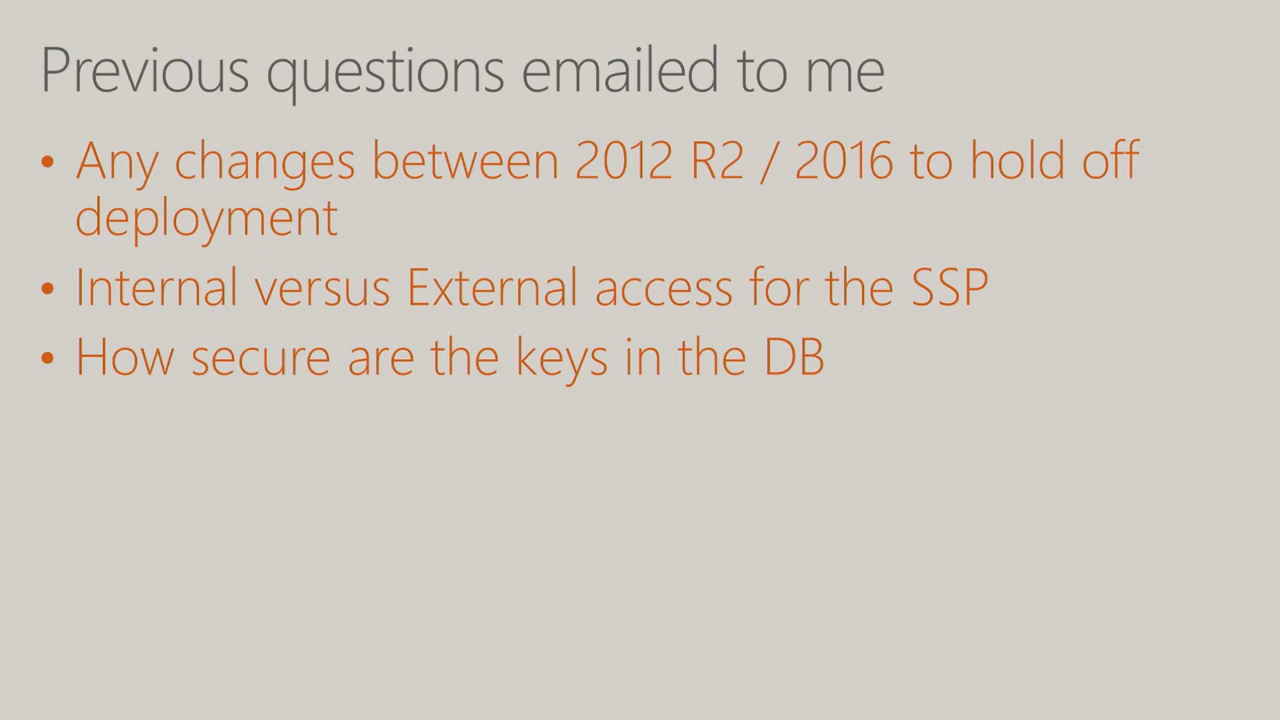 Previous questions emailed to me
• Any changes between 2012 R2 / 2016 to hold off
deployment
• Internal versus External access for the SSP
• How secure are the keys in the DB